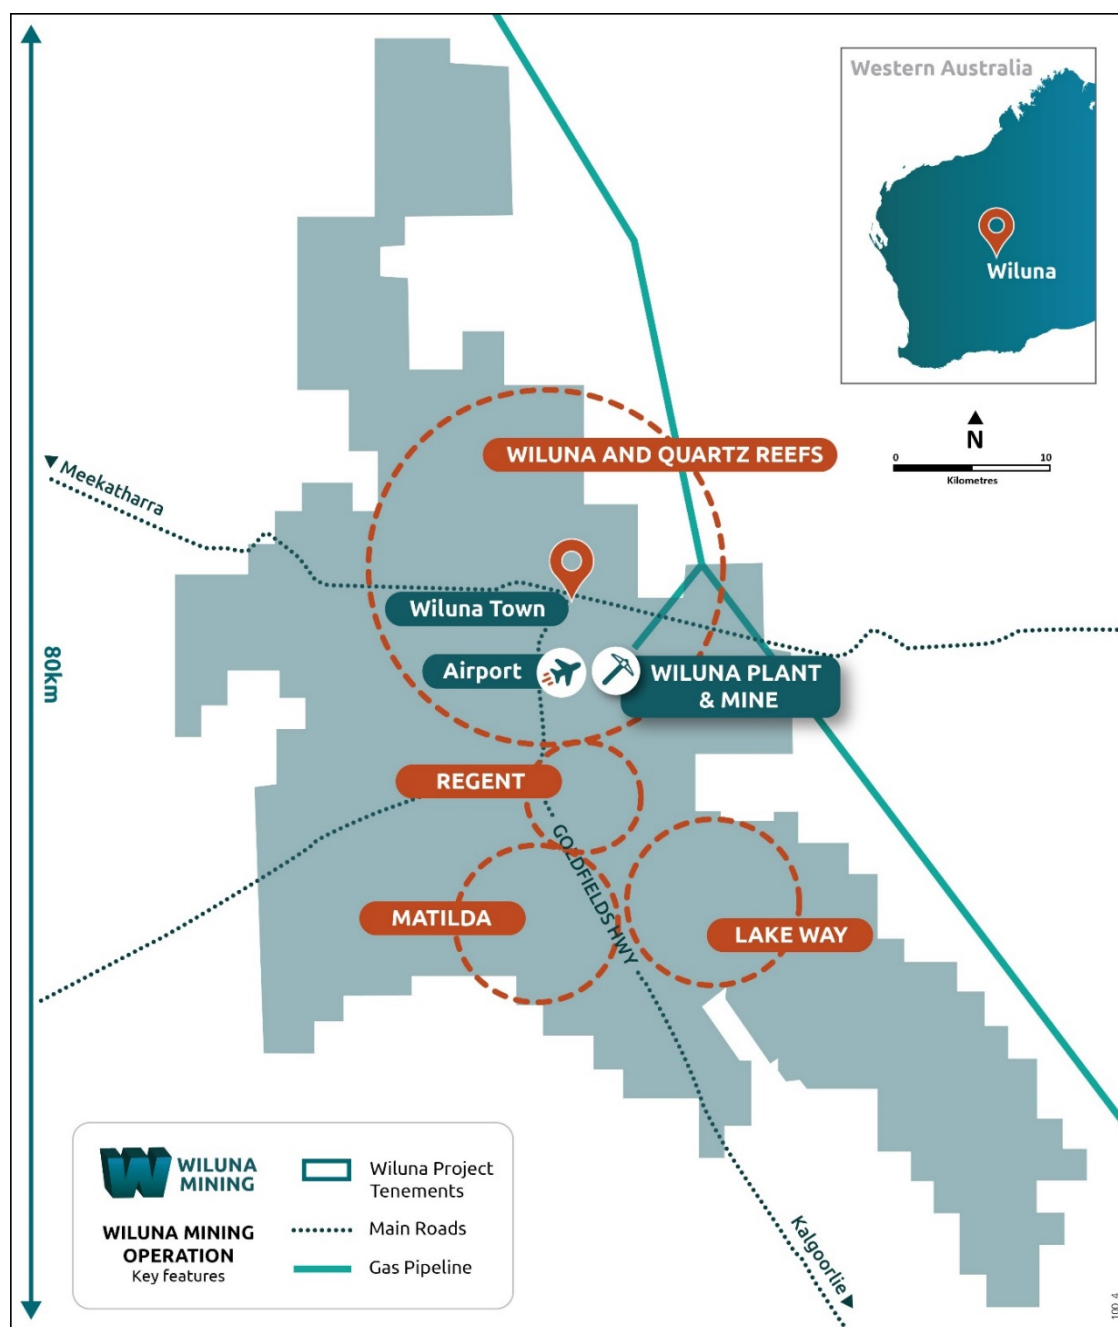 Western Australia
Wiluna
N
0 10
Kilometres
WILUNA AND QUARTZ REEFS
Meekatharra
Wiluna Town
Airport
WILUNA PLANT
& MINE
80km
REGENT
GOLDFIELDS HWY
MATILDA
LAKE WAY
Kalgoorlie
W WILUNA
MINING
WILUNA MINING
OPERATION
Key features
Wiluna Project
Tenements
Main Roads
Gas Pipeline
100_4